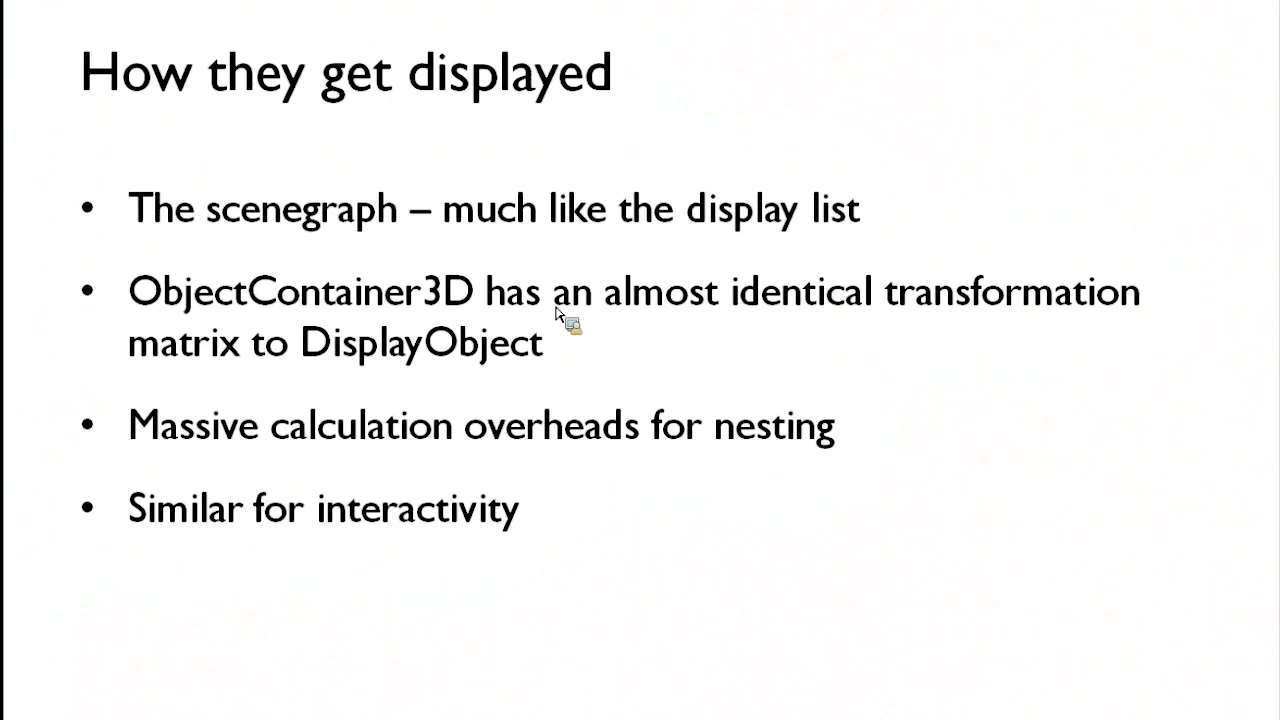 How they get displayed
• The scenegraph – much like the display list
• ObjectContainer3D has an almost identical transformation
matrix to DisplayObject
• Massive calculation overheads for nesting
• Similar for interactivity